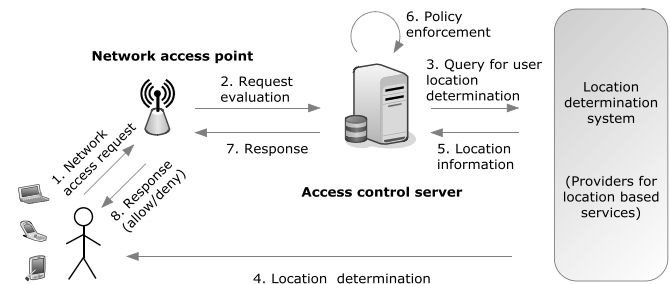 6. Policy
enforcement
Network access point
3. Query for user
location
determination
2. Request
evaluation
Location
determination
system
1. Network
access request
7. Response
5. Location
information
8. Response
(allow/deny)
Access control server
(Providers for
location based
services)
4. Location determination